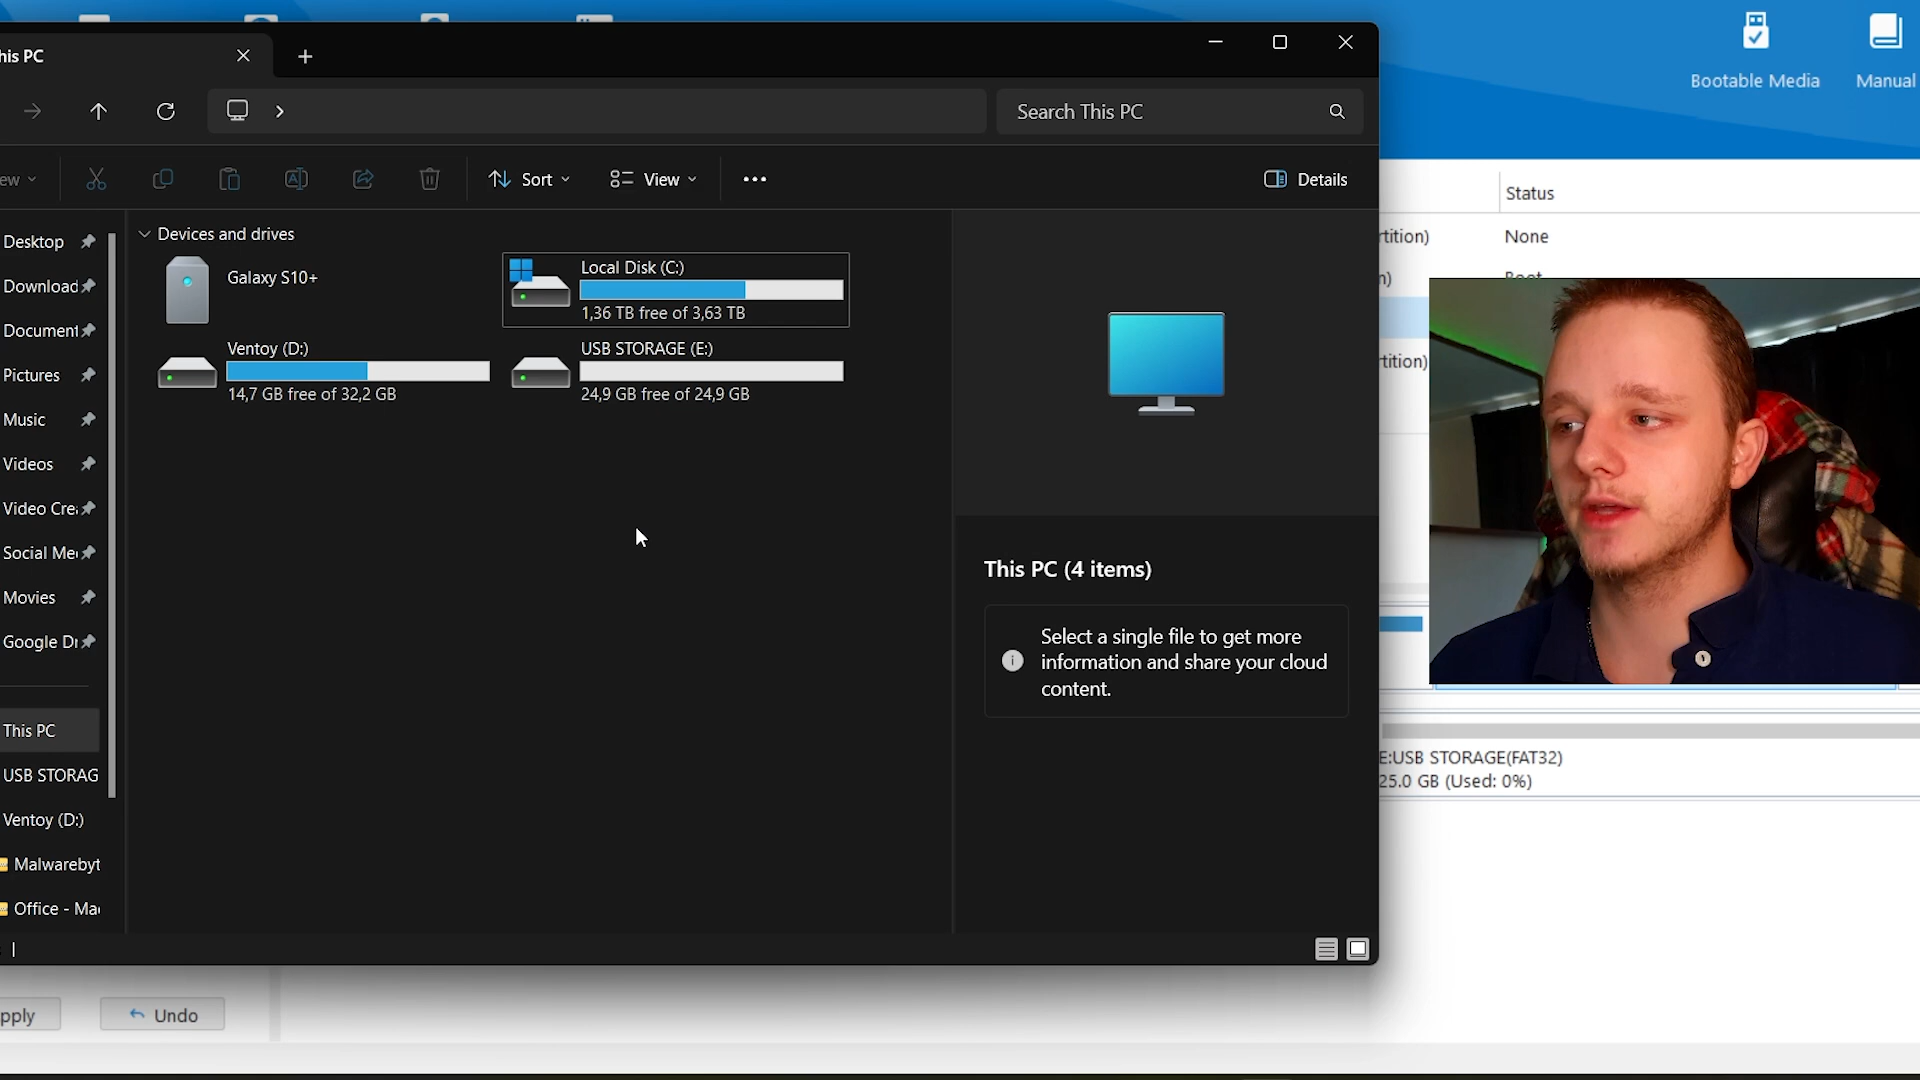 his PC
Bootable Media
Manual
Search This PC
ew
Sort
View
Details
Status
Desktop
Devices and drives
rtition)
None
Galaxy S10+
Local Disk (C:)
Download
n)
1,36 TB free of 3,63 TB
Document
Ventoy (D:)
USB STORAGE (E:)
rtition)
Pictures
14,7 GB free of 32,2 GB
24,9 GB free of 24,9 GB
Music
Videos
Video Cre
Social Me
This PC (4 items)
Movies
Select a single file to get more
information and share your cloud
content.
Google Dr
This PC
USB STORAG
E:USB STORAGE(FAT32)
25.0 GB (Used: 0%)
Ventoy (D:)
Malwarebyt
Office - Ma
pply
Undo